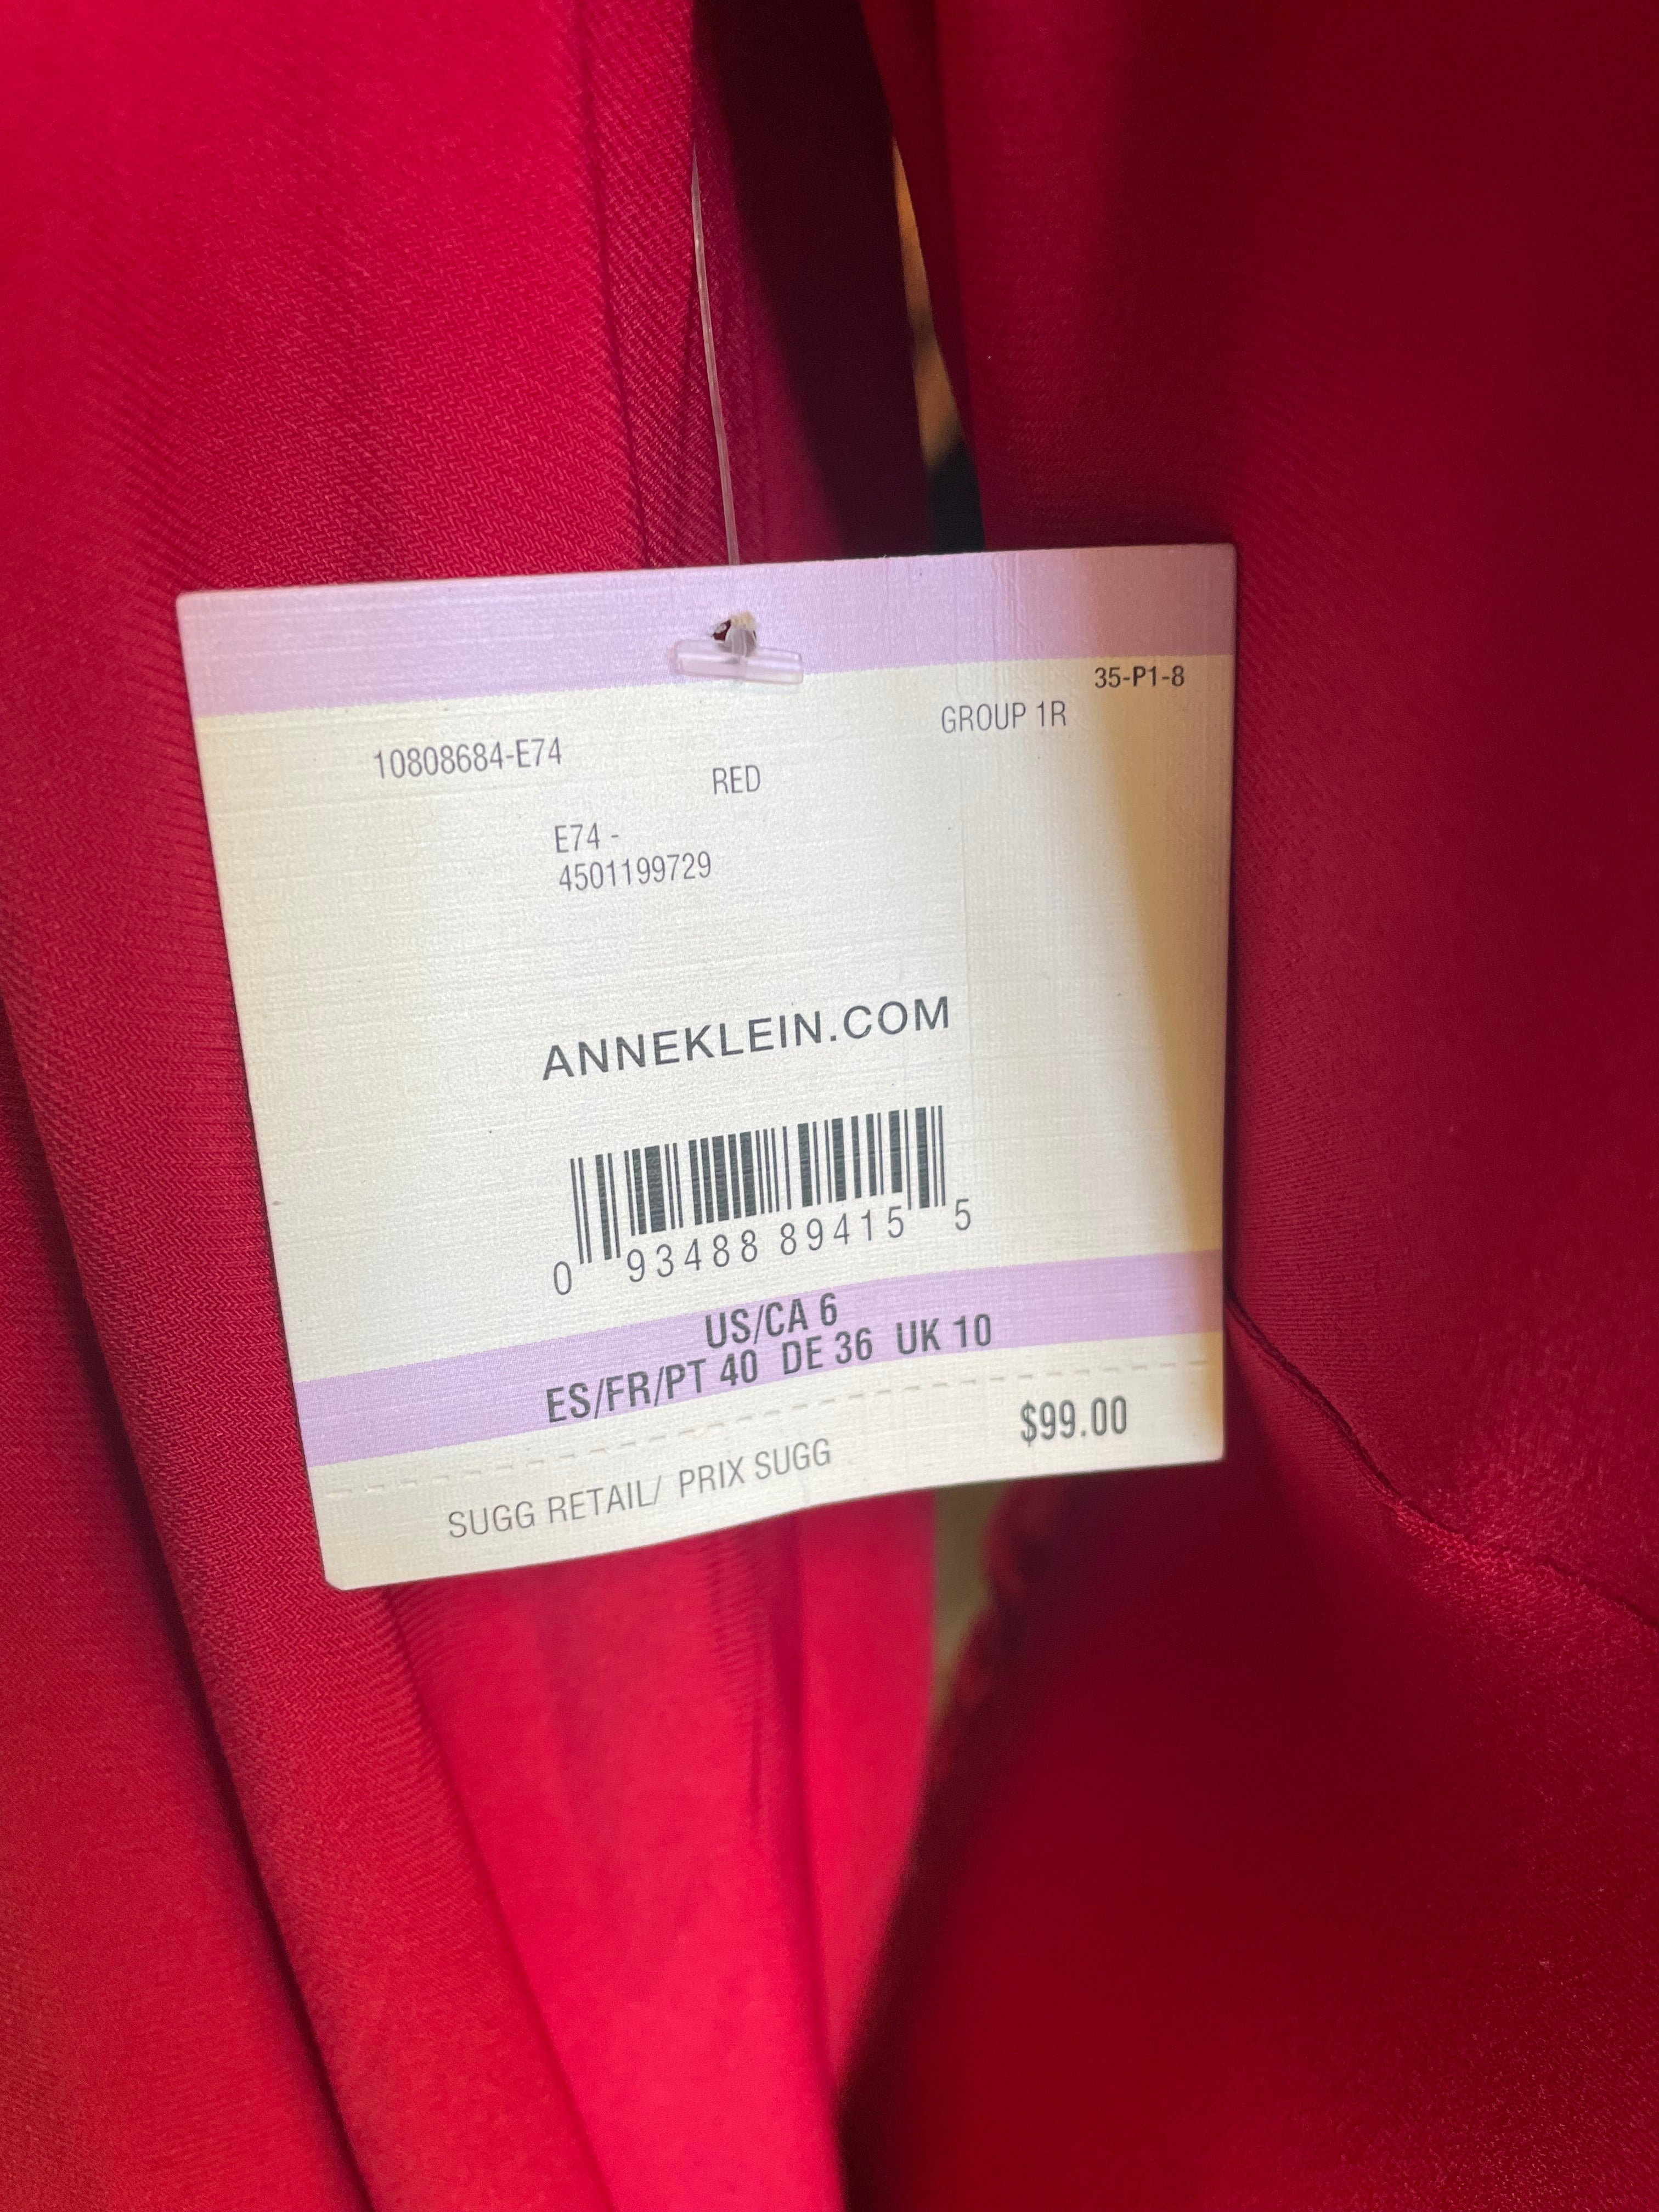 35-P1-8
GROUP 1R
10808684-E74
RED
E74 -
4501199729
ANNEKLEIN.COM
0 93488 89415 5
US/CA 6
ES/FR/PT 40 DE 36 UK 10
$99.00
SUGG RETAIL/ PRIX SUGG